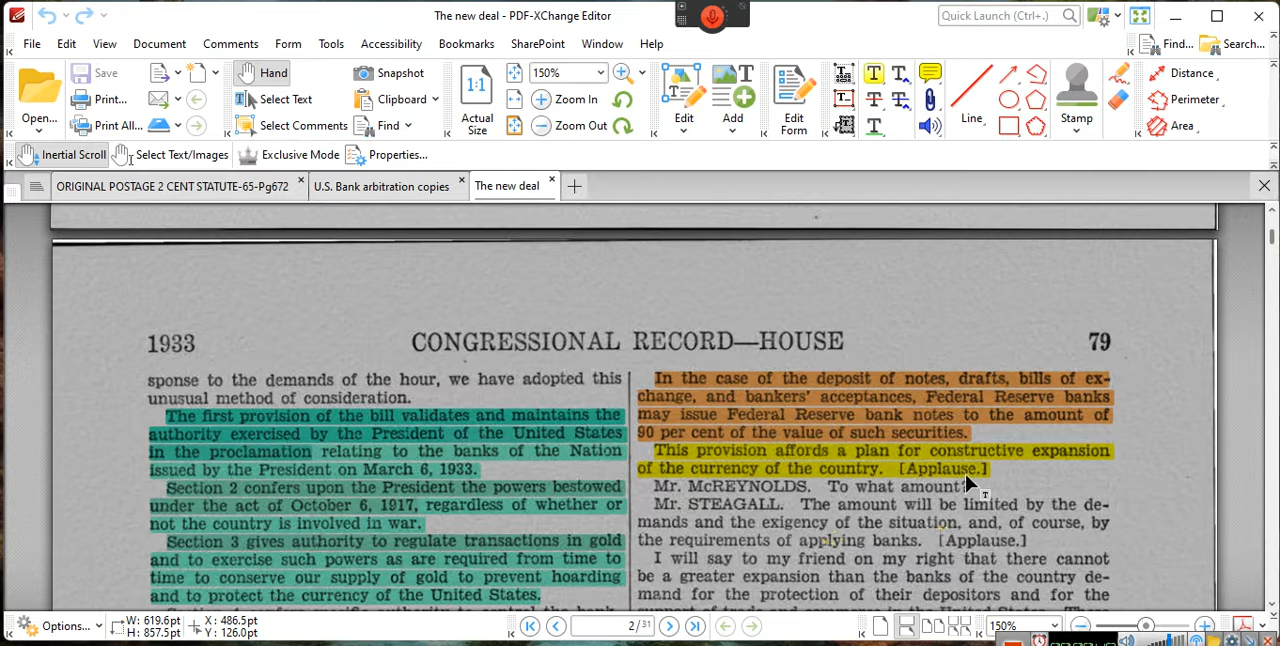 The new deal - PDF-XChange Editor
Quick Launch (Ctrl+.)
File Edit View Document Comments Form Tools Accessibility Bookmarks SharePoint Window Help
Find... Search...
Open...
Save
Print...
Print All...
Hand
Select Text
Select Comments
Snapshot
Clipboard
Find
Actual
Size
150%
Zoom In
Zoom Out
Edit
Add
Edit
Form
Line
Stamp
Distance
Perimeter
Area
Inertial Scroll Select Text/Images Exclusive Mode Properties...
ORIGINAL POSTAGE 2 CENT STATUTE-65-Pg672 U.S. Bank arbitration copies The new deal
1933 CONGRESSIONAL RECORD—HOUSE 79
sponse to the demands of the hour, we have adopted this
unusual method of consideration.
The first provision of the bill validates and maintains the
authority exercised by the President of the United States
in the proclamation relating to the banks of the Nation
issued by the President on March 6, 1933.
Section 2 confers upon the President the powers bestowed
under the act of October 6, 1917, regardless of whether or
not the country is involved in war.
Section 3 gives authority to regulate transactions in gold
and to exercise such powers as are required from time to
time to conserve our supply of gold to prevent hoarding
and to protect the currency of the United States.
In the case of the deposit of notes, drafts, bills of ex-
change, and bankers' acceptances, Federal Reserve banks
may issue Federal Reserve bank notes to the amount of
90 per cent of the value of such securities.
This provision affords a plan for constructive expansion
of the currency of the country. [Applause.]
Mr. McREYNOLDS. To what amount?
Mr. STEAGALL. The amount will be limited by the de-
mands and the exigency of the situation, and, of course, by
the requirements of applying banks. [Applause.]
I will say to my friend on my right that there cannot
be a greater expansion than the banks of the country de-
mand for the protection of their depositors and for the
Options...
W: 619.6pt
H: 857.5pt
X: 486.5pt
Y: 126.0pt
2/31
150%